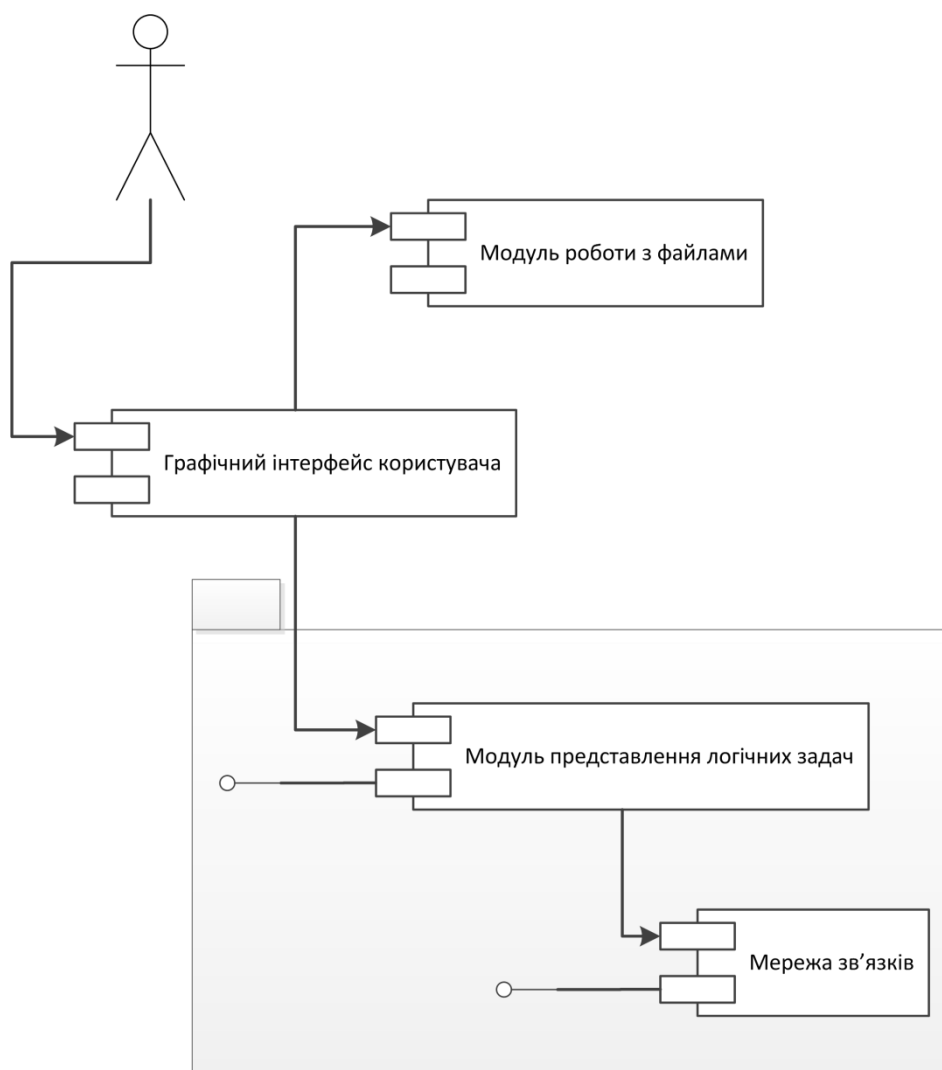 Модуль роботи з файлами
Графічний інтерфейс користувача
Модуль представлення логічних задач
Мережа зв’язків